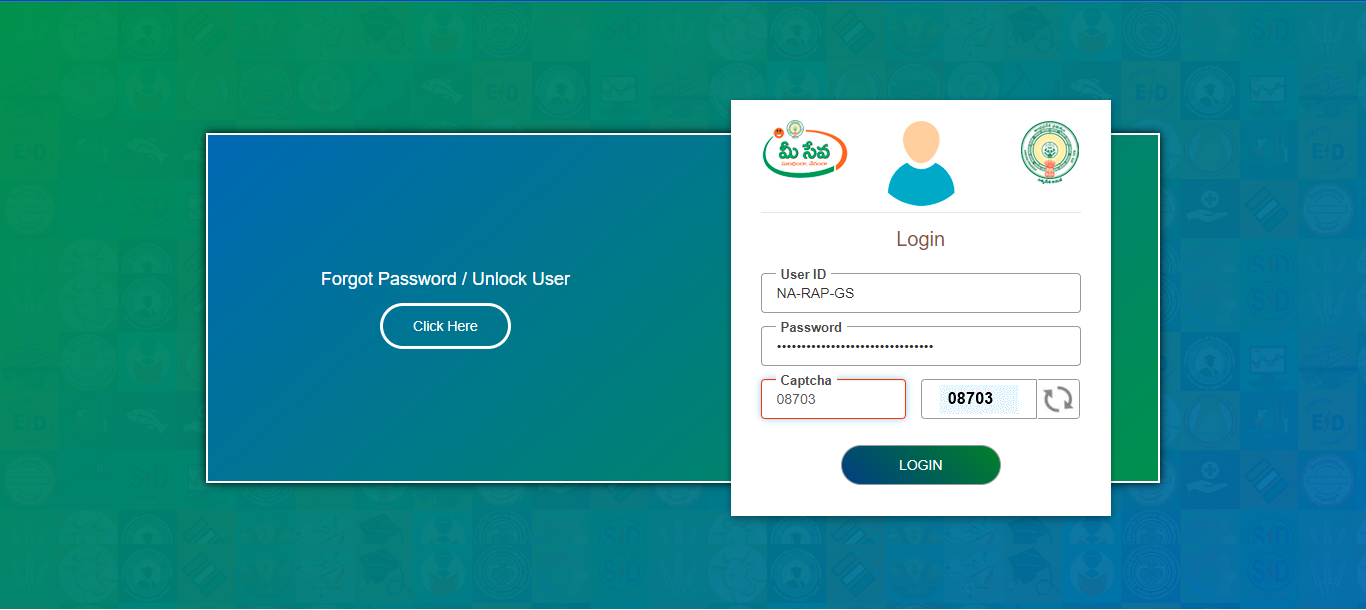 Forgot Password / Unlock User
Click Here
మీ సేవ
Login
User ID
NA-RAP-GS
Password
••••••••••••••••••••••••••••••••
Captcha
08703
08703
LOGIN